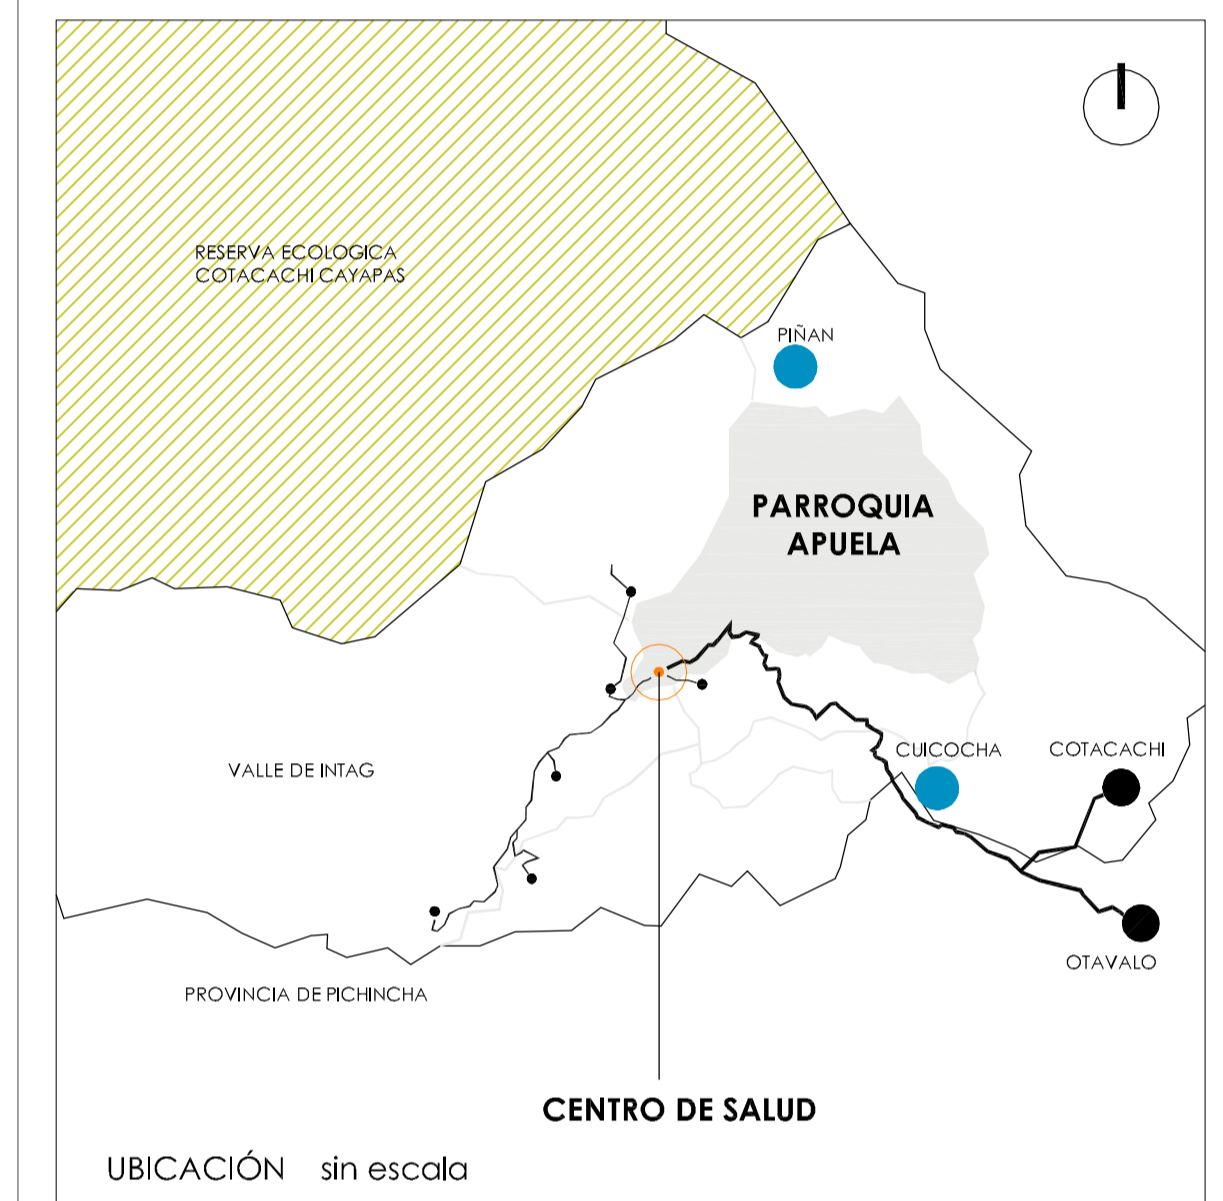 RESERVA ECOLOGICA
COTACACHI CAYAPAS
PIÑAN
PARROQUIA
APUELA
CUICOCHA
COTACACHI
VALLE DE INTAG
OTAVALO
PROVINCIA DE PICHINCHA
CENTRO DE SALUD
UBICACIÓN sin escala